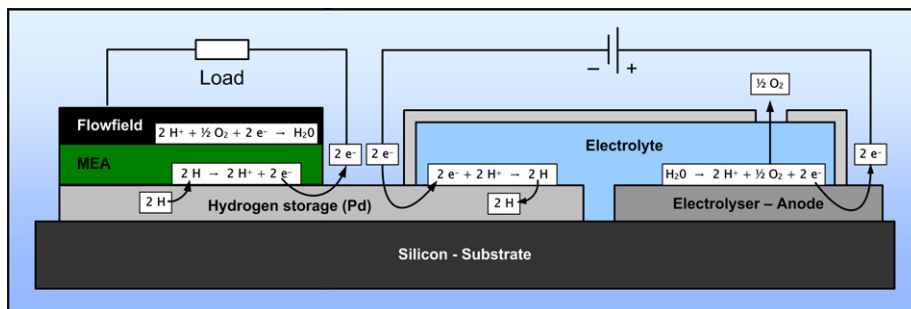 Load
− +
½ O₂
Flowfield
2 H⁺ + ½ O₂ + 2 e⁻ → H₂0
MEA
2 H → 2 H⁺ + 2 e⁻
2 e⁻
2 e⁻
Electrolyte
2 e⁻
2 e⁻ + 2 H⁺ → 2 H
H₂O → 2 H⁺ + ½ O₂ + 2 e⁻
2 H
Hydrogen storage (Pd)
2 H
Electrolyser – Anode
Silicon - Substrate